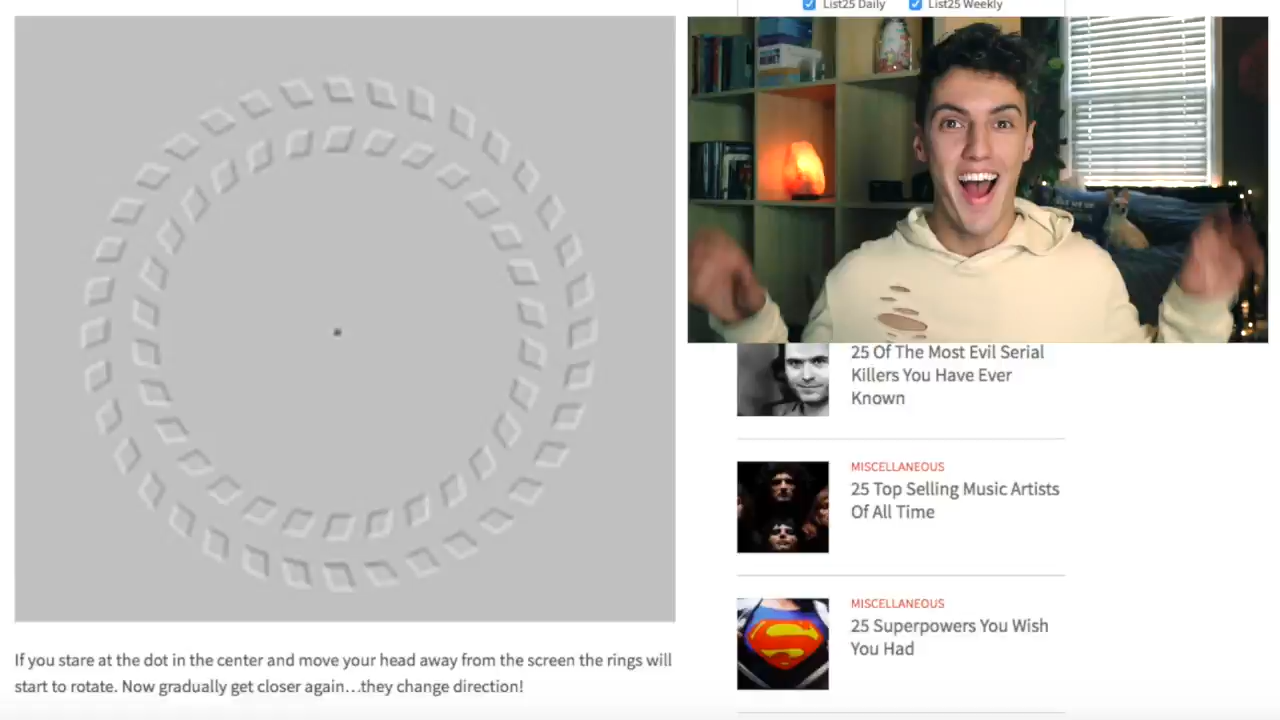 List25 Daily
List25 Weekly
25 Of The Most Evil Serial
Killers You Have Ever
Known
MISCELLANEOUS
25 Top Selling Music Artists
Of All Time
MISCELLANEOUS
25 Superpowers You Wish
You Had
If you stare at the dot in the center and move your head away from the screen the rings will
start to rotate. Now gradually get closer again…they change direction!